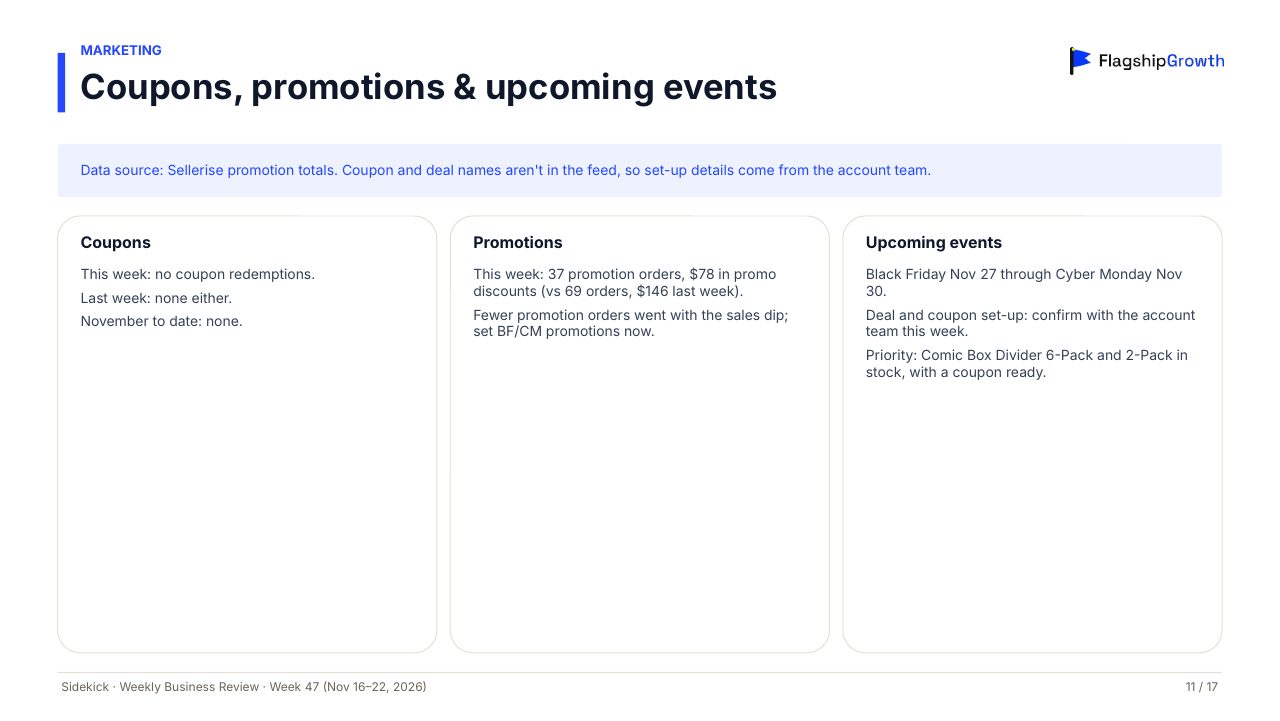 MARKETING
Coupons, promotions & upcoming events
FlagshipGrowth
Data source: Sellerise promotion totals. Coupon and deal names aren't in the feed, so set-up details come from the account team.
Coupons
This week: no coupon redemptions.
Last week: none either.
November to date: none.
Promotions
This week: 37 promotion orders, $78 in promo
discounts (vs 69 orders, $146 last week).
Fewer promotion orders went with the sales dip;
set BF/CM promotions now.
Upcoming events
Black Friday Nov 27 through Cyber Monday Nov
30.
Deal and coupon set-up: confirm with the account
team this week.
Priority: Comic Box Divider 6-Pack and 2-Pack in
stock, with a coupon ready.
Sidekick · Weekly Business Review · Week 47 (Nov 16–22, 2026)
11 / 17